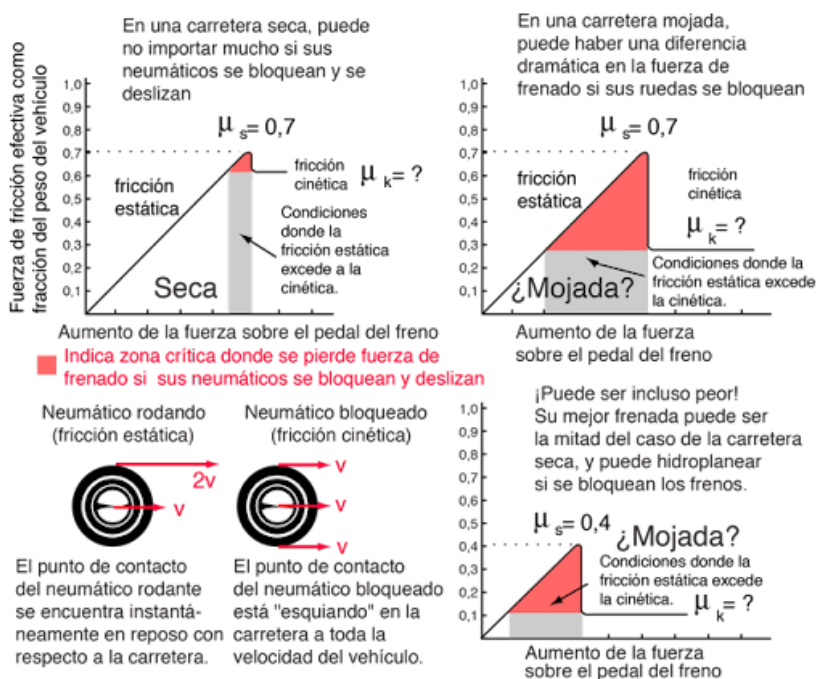 En una carretera seca, puede
no importar mucho si sus
neumáticos se bloquean y se
deslizan
Fuerza de fricción efectiva como
fracción del peso del vehículo
1,0
0,9
0,8
0,7
0,6
0,5
0,4
0,3
0,2
0,1
μ s= 0,7
fricción
estática
fricción
cinética
μ k= ?
Condiciones
donde la
fricción estática
excede a la
cinética.
Seca
Aumento de la fuerza sobre el pedal del freno
En una carretera mojada,
puede haber una diferencia
dramática en la fuerza de
frenado si sus ruedas se bloquean
1,0
0,9
0,8
0,7
0,6
0,5
0,4
0,3
0,2
0,1
μ s= 0,7
fricción
estática
fricción
cinética
μ k= ?
Condiciones donde la
fricción estática excede
la cinética.
¿Mojada?
Aumento de la fuerza
sobre el pedal del freno
Indica zona crítica donde se pierde fuerza de
frenado si sus neumáticos se bloquean y deslizan
Neumático rodando
(fricción estática)
2v
v
El punto de contacto
del neumático rodante
se encuentra instantá-
neamente en reposo con
respecto a la carretera.
Neumático bloqueado
(fricción cinética)
v
v
v
El punto de contacto
del neumático bloqueado
está "esquiando" en la
carretera a toda la
velocidad del vehículo.
¡Puede ser incluso peor!
Su mejor frenada puede ser
la mitad del caso de la carretera
seca, y puede hidroplanear
si se bloquean los frenos.
1,0
0,9
0,8
0,7
0,6
0,5
0,4
0,3
0,2
0,1
μ s= 0,4
¿Mojada?
Condiciones donde la
fricción estática excede
la cinética.
μ k= ?
Aumento de la fuerza
sobre el pedal del freno